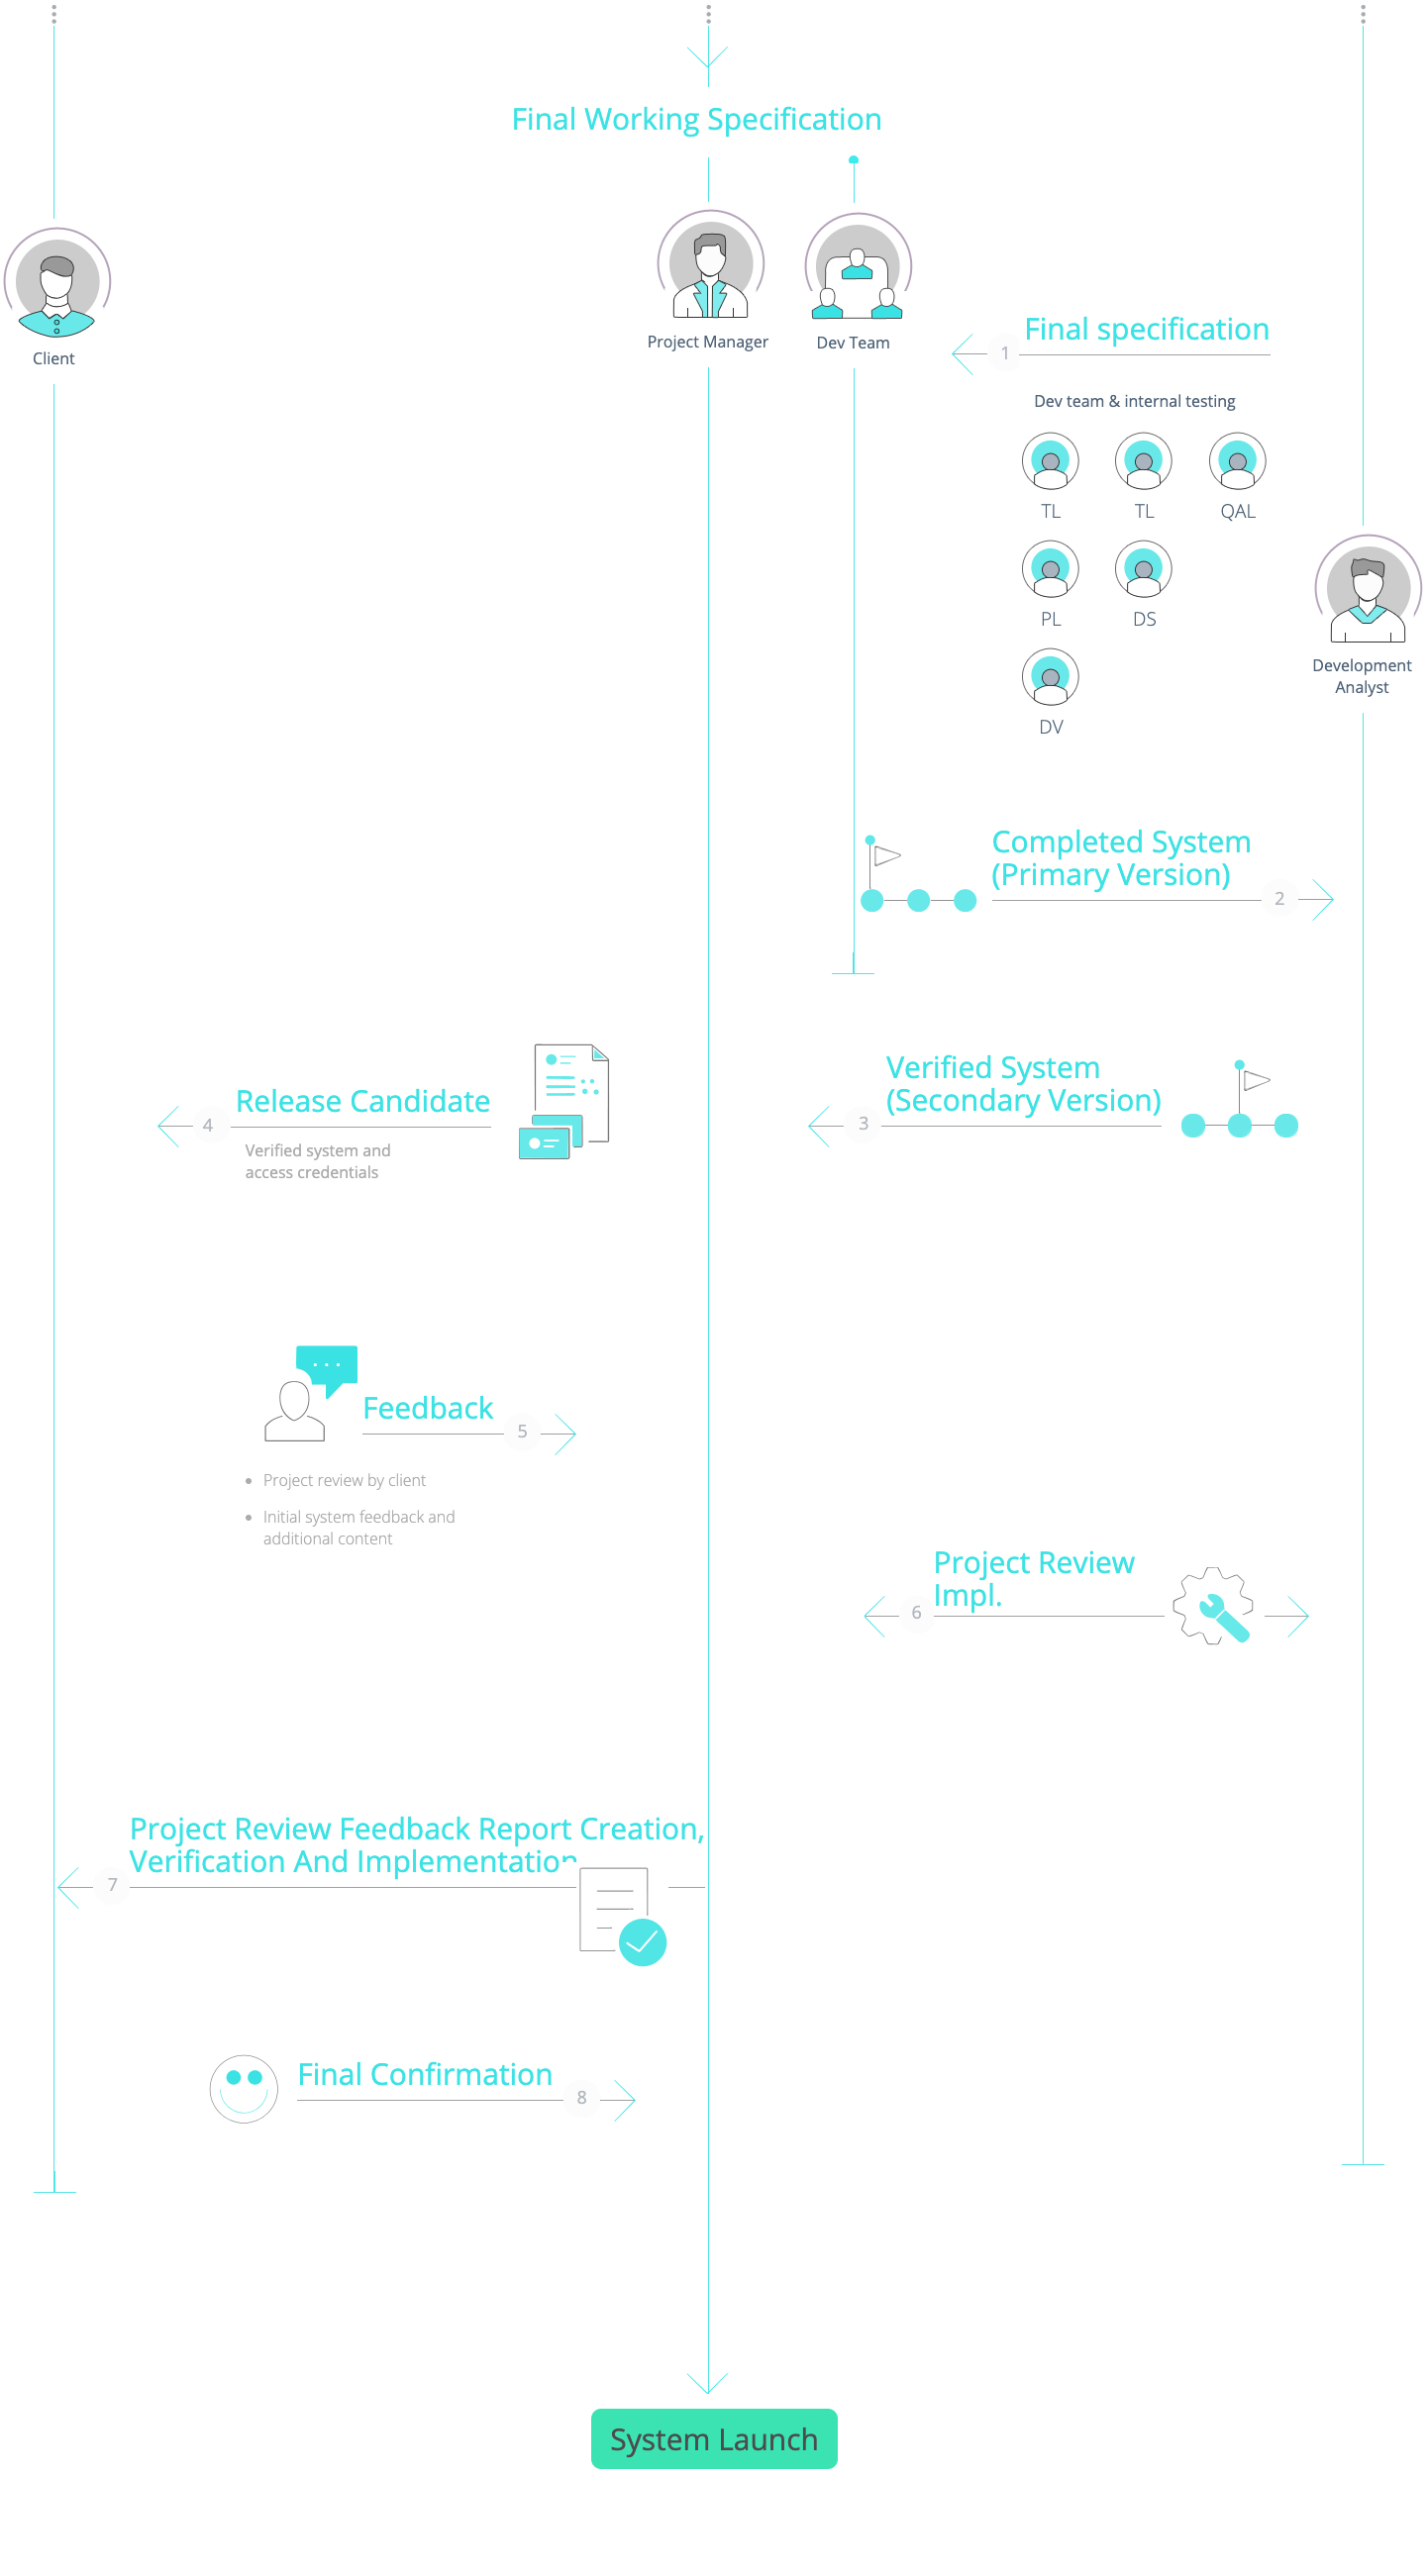 Final Working Specification
Client
Project Manager
Dev Team
1
Final specification
Dev team & internal testing
TL
TL
QAL
PL
DS
DV
Development
Analyst
Completed System
(Primary Version)
2
Verified System
(Secondary Version)
3
Release Candidate
4
Verified system and
access credentials
Feedback
5
Project review by client
Initial system feedback and
additional content
Project Review
Impl.
6
Project Review Feedback Report Creation,
Verification And Implementation
7
Final Confirmation
8
System Launch